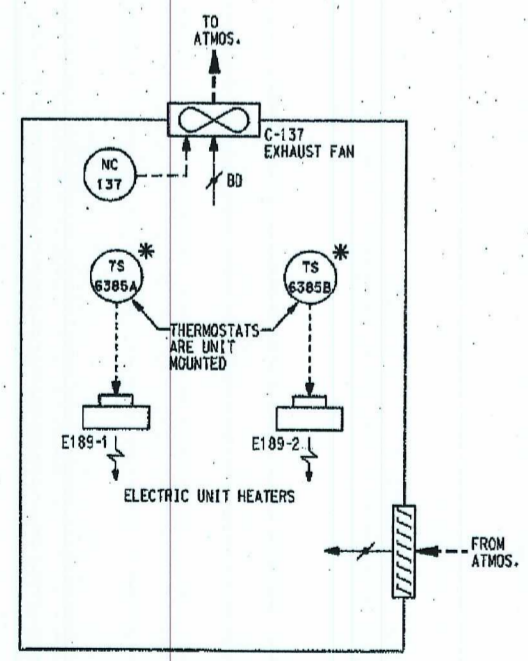 TO
ATMOS.
C-137
EXHAUST FAN
NC
137
BD
TS
6385A
*
TS
6385B
*
THERMOSTATS
ARE UNIT
MOUNTED
E189-1
E189-2
ELECTRIC UNIT HEATERS
FROM
ATMOS.